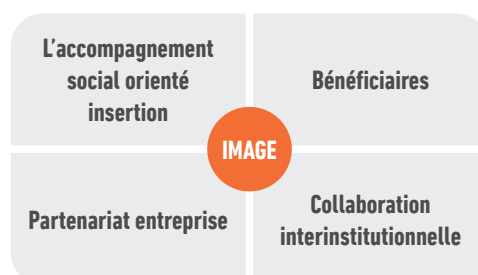 L'accompagnement
social orienté
insertion
Bénéficiaires
IMAGE
Partenariat entreprise
Collaboration
interinstitutionnelle